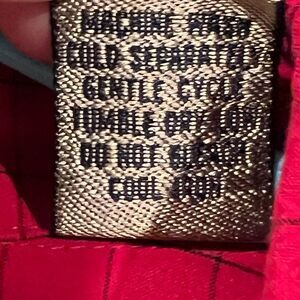 MACHINE WASH
COLD SEPARATELY
GENTLE CYCLE
TUMBLE DRY LOW
DO NOT BLEACH
COOL IRON